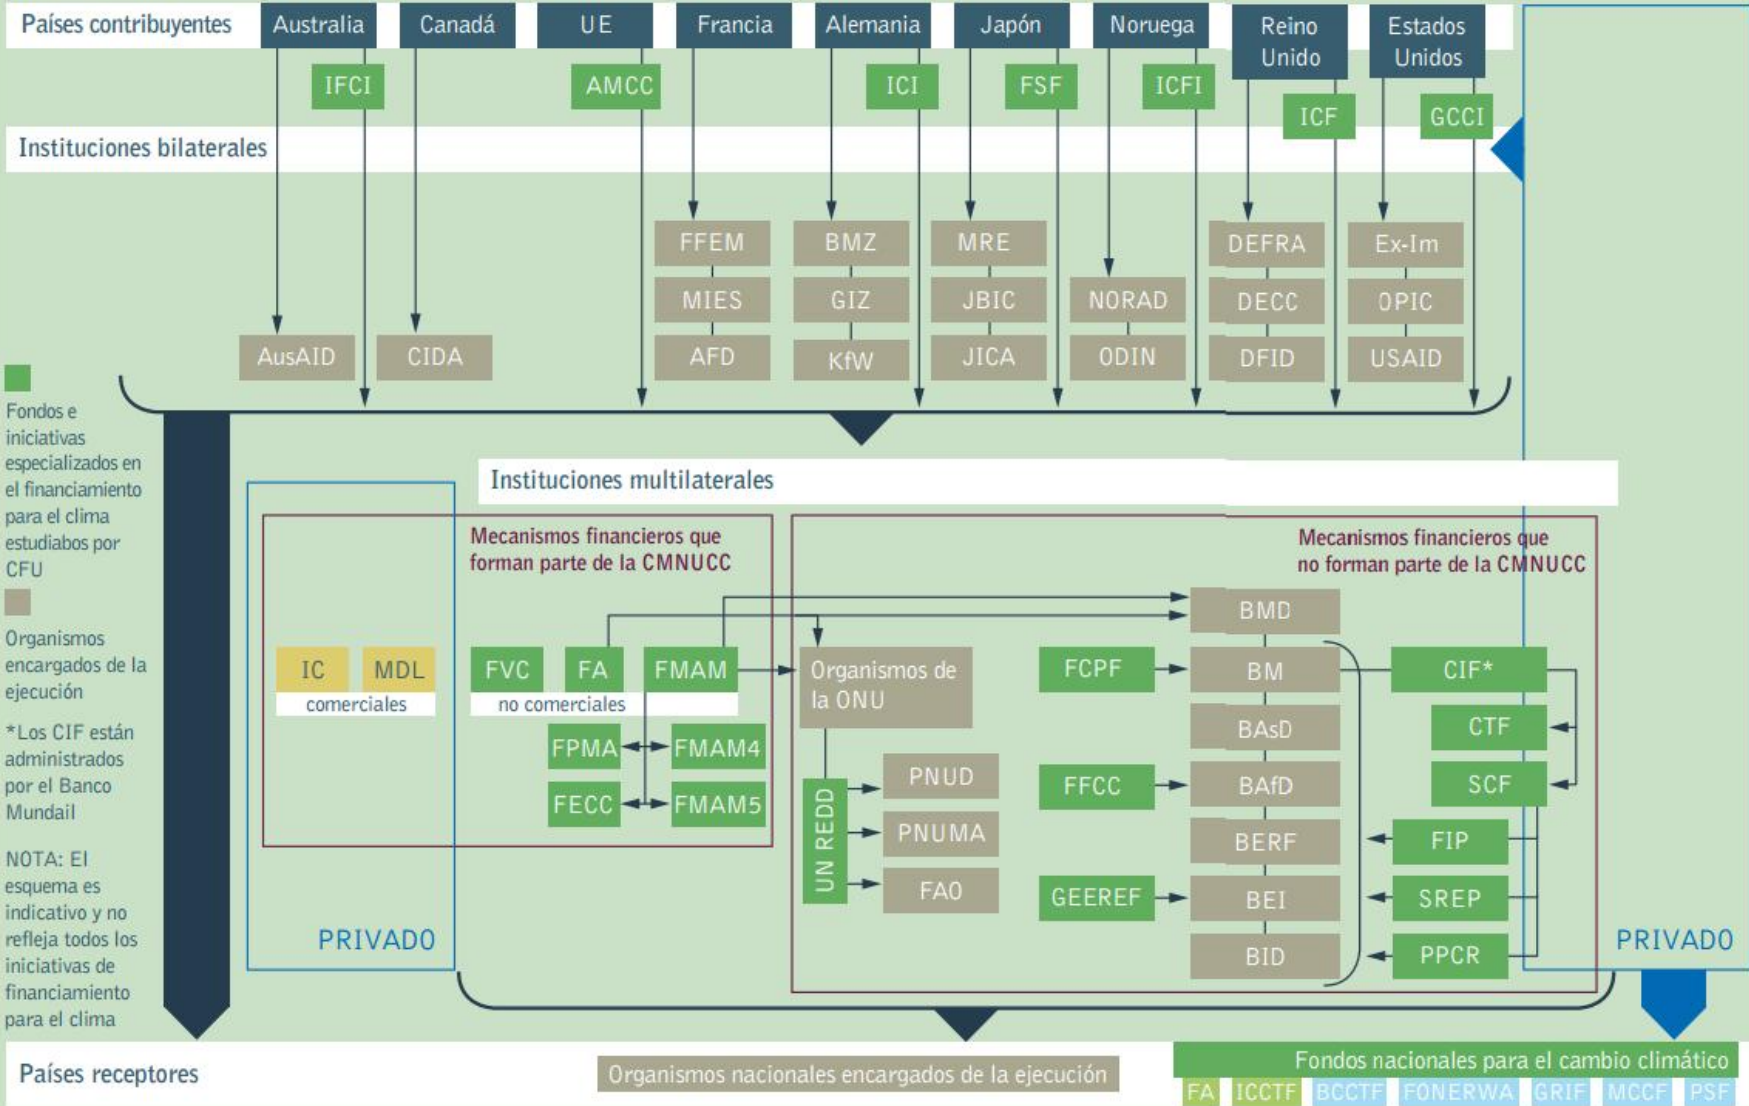 Países contribuyentes
Australia
Canadá
UE
Francia
Alemania
Japón
Noruega
Reino
Unido
Estados
Unidos
IFCI
AMCC
ICI
FSF
ICFI
ICF
GCCI
Instituciones bilaterales
FFEM
BMZ
MRE
DEFRA
Ex-Im
MIES
GIZ
JBIC
NORAD
DECC
OPIC
AusAID
CIDA
AFD
KfW
JICA
ODIN
DFID
USAID
Fondos e
iniciativas
especializados en
el financiamiento
para el clima
estudiabos por
CFU
Organismos
encargados de la
ejecución
*Los CIF están
administrados
por el Banco
Mundail
NOTA: El
esquema es
indicativo y no
refleja todos los
iniciativas de
financiamiento
para el clima
Instituciones multilaterales
Mecanismos financieros que
forman parte de la CMNUCC
IC
MDL
comerciales
FVC
FA
FMAM
no comerciales
FPMA
FMAM4
FECC
FMAM5
PRIVADO
Mecanismos financieros que
no forman parte de la CMNUCC
Organismos de
la ONU
UN REDD
PNUD
PNUMA
FAO
FCPF
FFCC
GEEREF
BMD
BM
BAsD
BAfD
BERF
BEI
BID
CIF*
CTF
SCF
FIP
SREP
PPCR
PRIVADO
Países receptores
Organismos nacionales encargados de la ejecución
Fondos nacionales para el cambio climático
FA ICCTF BCCTF FONERWA GRIF MCCF PSF